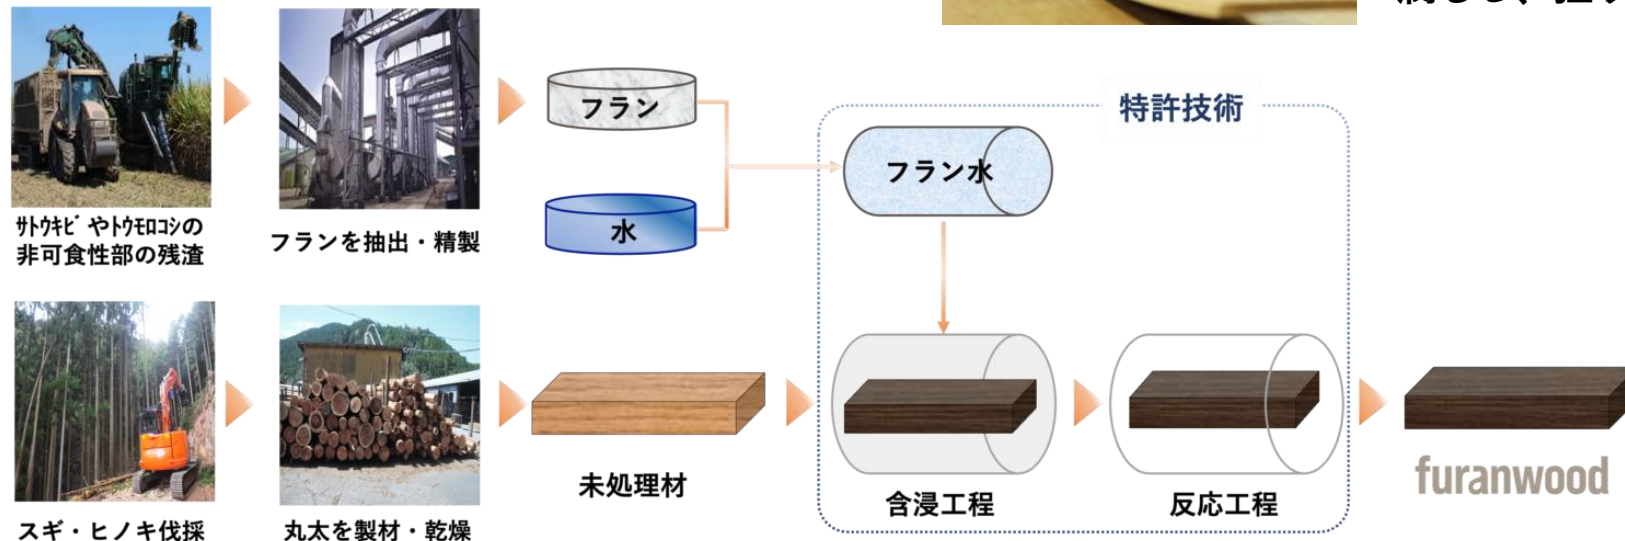 特許技術
フラン
フラン水
水
ｻﾄｳｷﾋﾞやﾄｳﾓﾛｺｼの
非可食性部の残渣
フランを抽出・精製
未処理材
含浸工程
反応工程
furanwood
スギ・ヒノキ伐採
丸太を製材・乾燥